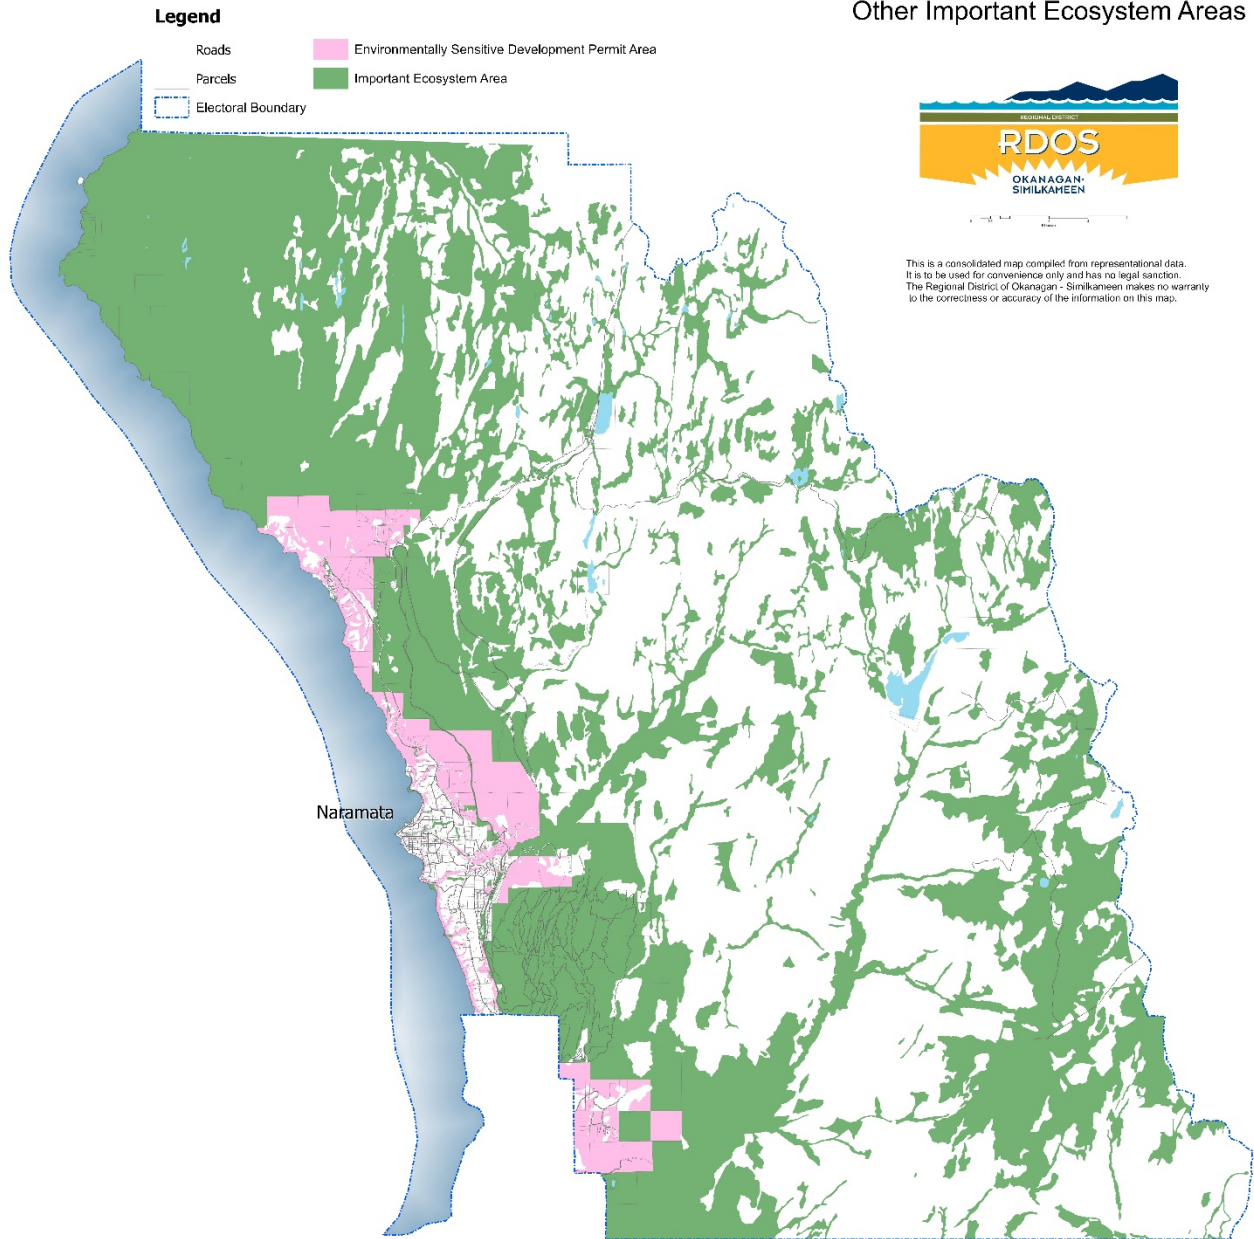 Other Important Ecosystem Areas
Legend
Roads
Parcels
Electoral Boundary
Environmentally Sensitive Development Permit Area
Important Ecosystem Area
REGIONAL DISTRICT
RDOS
OKANAGAN-
SIMILKAMEEN
This is a consolidated map compiled from representational data.
It is to be used for convenience only and has no legal sanction.
The Regional District of Okanagan - Similkameen makes no warranty
to the correctness or accuracy of the information on this map.
Naramata